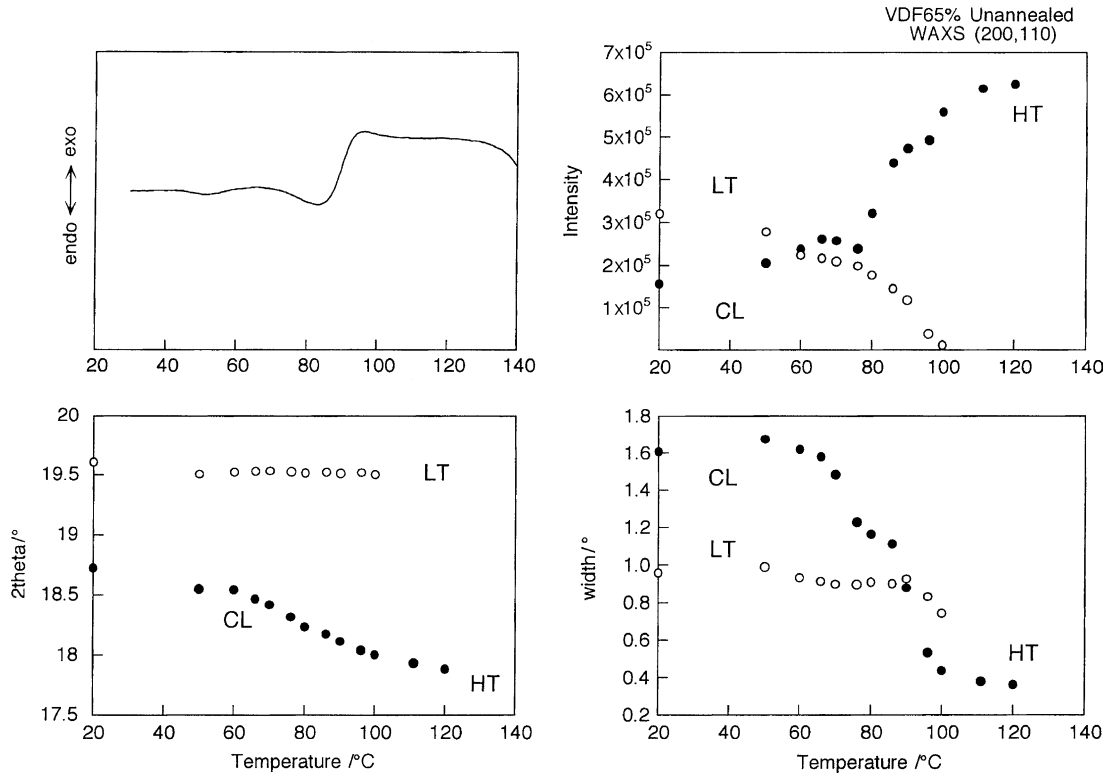 VDF65% Unannealed
WAXS (200,110)
endo ⟷ exo
20 40 60 80 100 120 140
Intensity
7x10⁵
6x10⁵
5x10⁵
4x10⁵
3x10⁵
2x10⁵
1x10⁵
LT
HT
CL
20 40 60 80 100 120 140
2theta/°
20
19.5
19
18.5
18
17.5
LT
CL
HT
20 40 60 80 100 120 140
Temperature /°C
width/°
1.8
1.6
1.4
1.2
1.0
0.8
0.6
0.4
0.2
CL
LT
HT
20 40 60 80 100 120 140
Temperature /°C